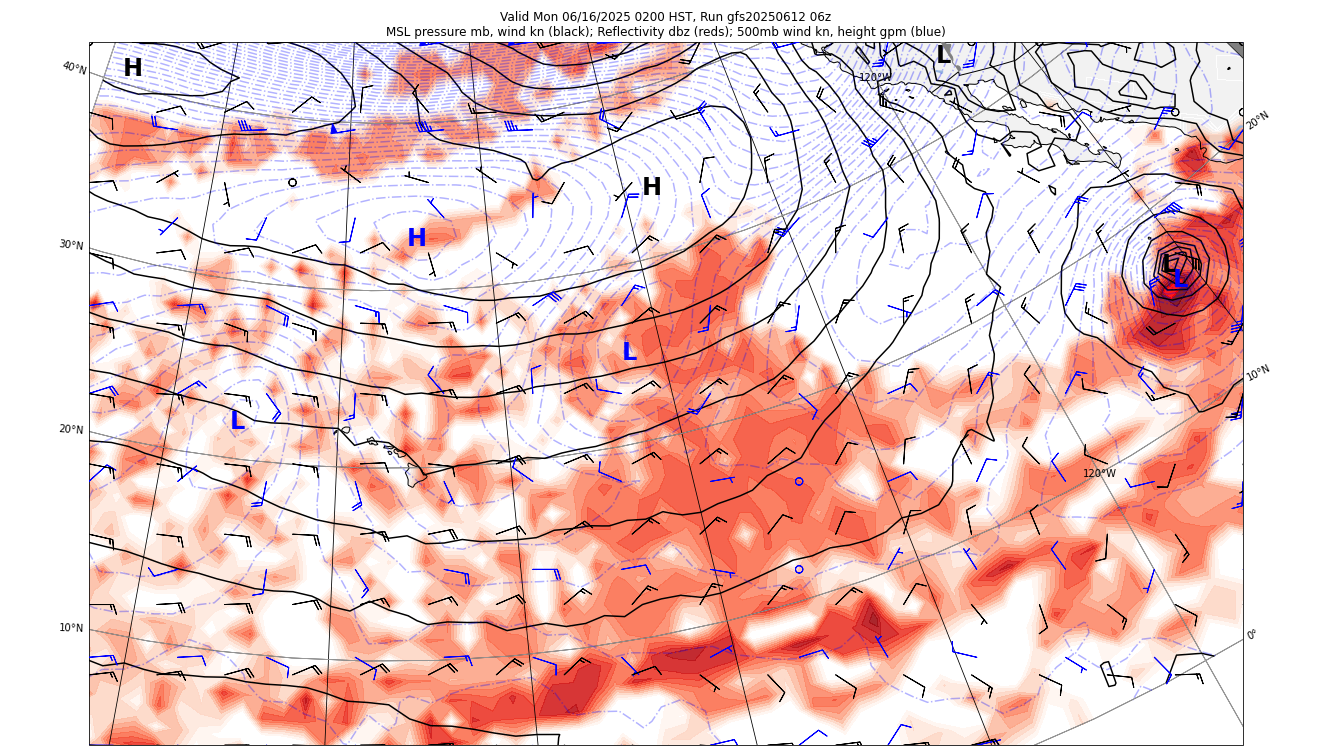 Valid Mon 06/16/2025 0200 HST, Run gfs20250612 06z
MSL pressure mb, wind kn (black); Reflectivity dbz (reds); 500mb wind kn, height gpm (blue)
L
H
40°N
120°W
20°N
H
H
30°N
L
L
L
10°N
L
20°N
120°W
10°N
0°